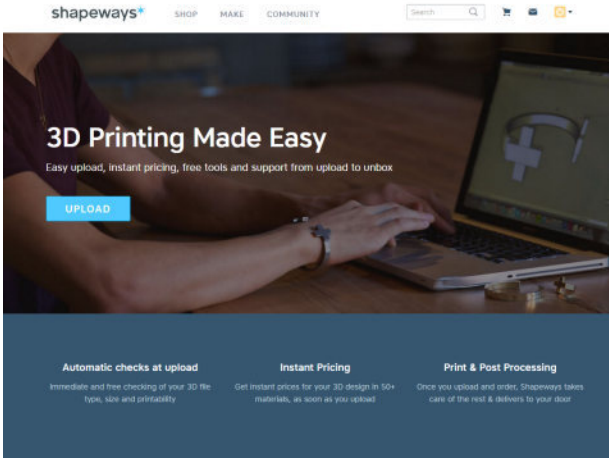 shapeways*
SHOP MAKE COMMUNITY Search
3D Printing Made Easy
Easy upload, instant pricing, free tools and support from upload to unbox
UPLOAD
Automatic checks at upload
Immediate and free checking of your 3D file
type, size and printability
Instant Pricing
Get instant prices for your 3D design in 50+
materials, as soon as you upload
Print & Post Processing
Once you upload and order, Shapeways takes
care of the rest & delivers to your door